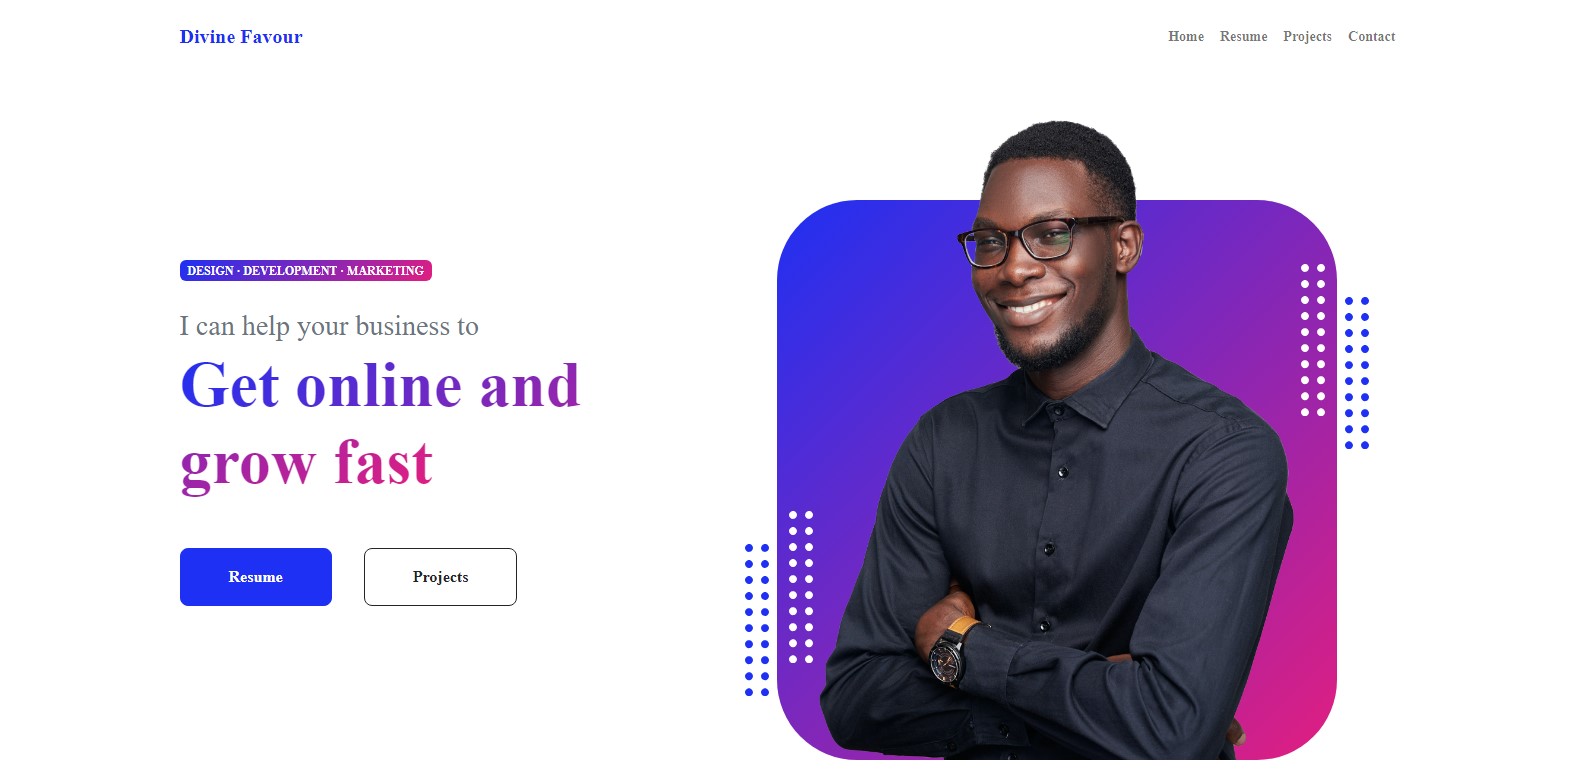 Divine Favour
Home Resume Projects Contact
DESIGN · DEVELOPMENT · MARKETING
I can help your business to
Get online and
grow fast
Resume Projects